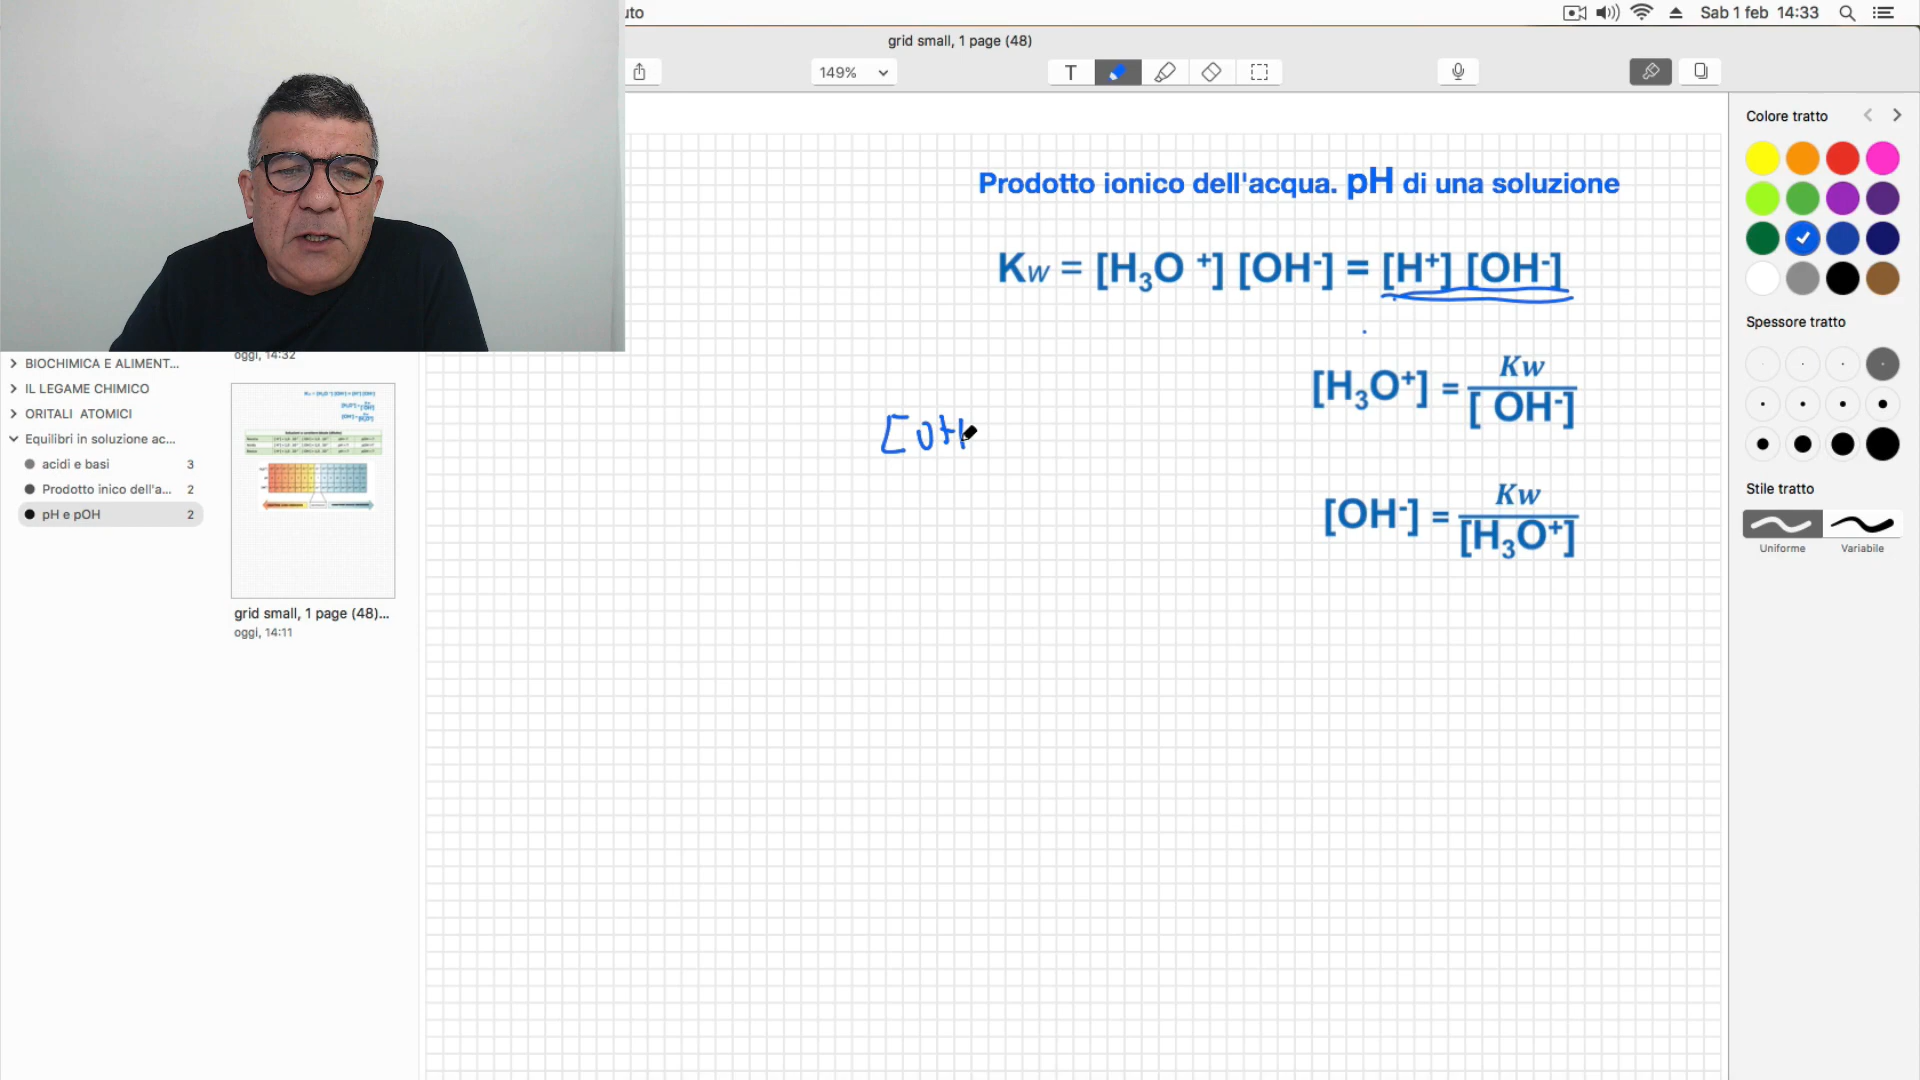 uto
Sab 1 feb 14:33
grid small, 1 page (48)
149%
T
Colore tratto
Prodotto ionico dell'acqua. pH di una soluzione
Kw = [H₃O ⁺] [OH⁻] = [H⁺] [OH⁻]
[H₃O⁺] = Kw / [ OH⁻]
[OH⁻] = Kw / [H₃O⁺]
[OH
Spessore tratto
Stile tratto
Uniforme
Variabile
oggi, 14:32
BIOCHIMICA E ALIMENT...
IL LEGAME CHIMICO
ORITALI ATOMICI
Equilibri in soluzione ac...
acidi e basi 3
Prodotto inico dell'a... 2
pH e pOH 2
grid small, 1 page (48)...
oggi, 14:11